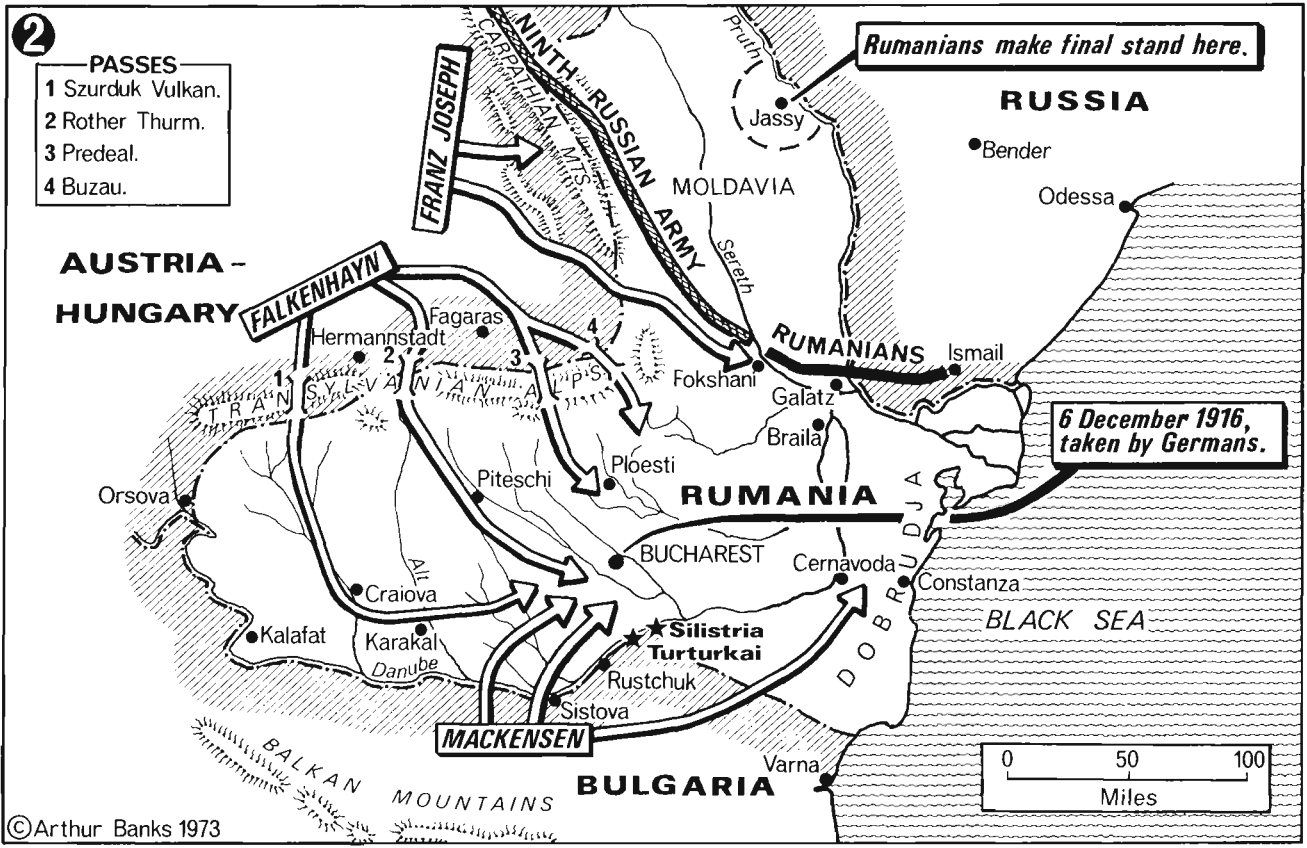 2
PASSES
1 Szurduk Vulkan.
2 Rother Thurm.
3 Predeal.
4 Buzau.
NINTH RUSSIAN ARMY
CARPATHIAN MTS
Pruth
Rumanians make final stand here.
RUSSIA
Jassy
Bender
FRANZ JOSEPH
MOLDAVIA
Odessa
Sereth
AUSTRIA-
HUNGARY
FALKENHAYN
Fagaras
Hermannstadt
4
2
3
1
TRANSYLVANIAN ALPS
RUMANIANS
Ismail
Fokshani
Galatz
Braila
6 December 1916,
taken by Germans.
Orsova
Piteschi
Ploesti
RUMANIA
DOBRUDJA
BUCHAREST
Cernavoda
Constanza
Alt
Craiova
BLACK SEA
Kalafat
Karakal
Silistria
Turturkai
Danube
Rustchuk
Sistova
MACKENSEN
BALKAN
MOUNTAINS
BULGARIA
Varna
0 50 100
Miles
©Arthur Banks 1973